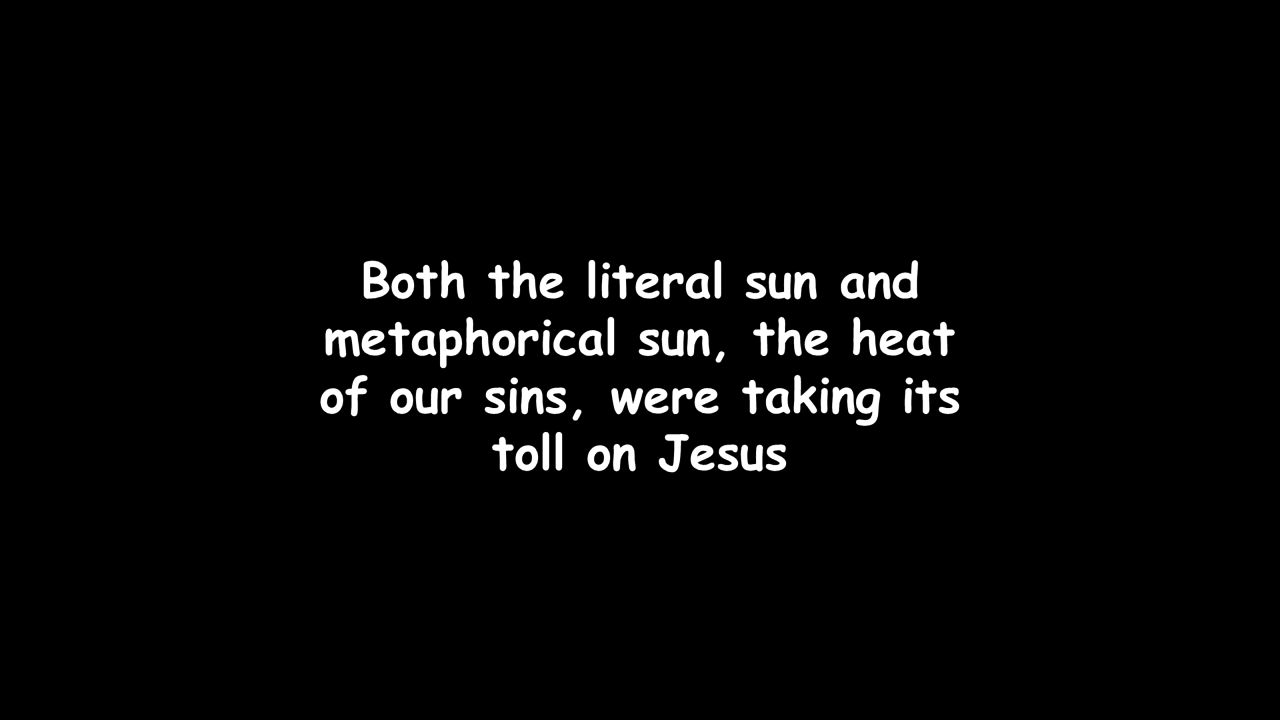 Both the literal sun and
metaphorical sun, the heat
of our sins, were taking its
toll on Jesus